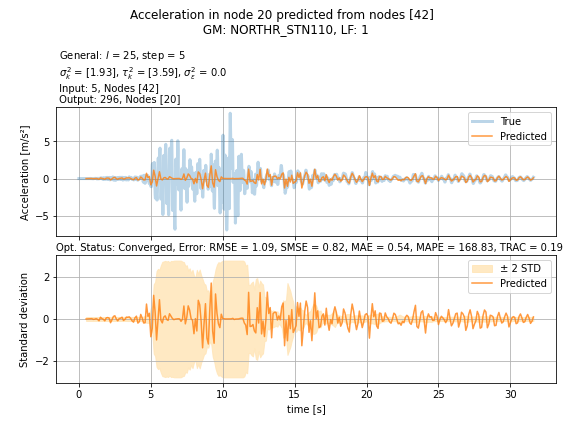 Acceleration in node 20 predicted from nodes [42]
GM: NORTHR_STN110, LF: 1
General: l = 25, step = 5
σ²ₖ = [1.93], τ²ₖ = [3.59], σ²ε = 0.0
Input: 5, Nodes [42]
Output: 296, Nodes [20]
Acceleration [m/s²]
5
0
−5
True
Predicted
Opt. Status: Converged, Error: RMSE = 1.09, SMSE = 0.82, MAE = 0.54, MAPE = 168.83, TRAC = 0.19
Standard deviation
2
0
−2
± 2 STD
Predicted
0 5 10 15 20 25 30
time [s]